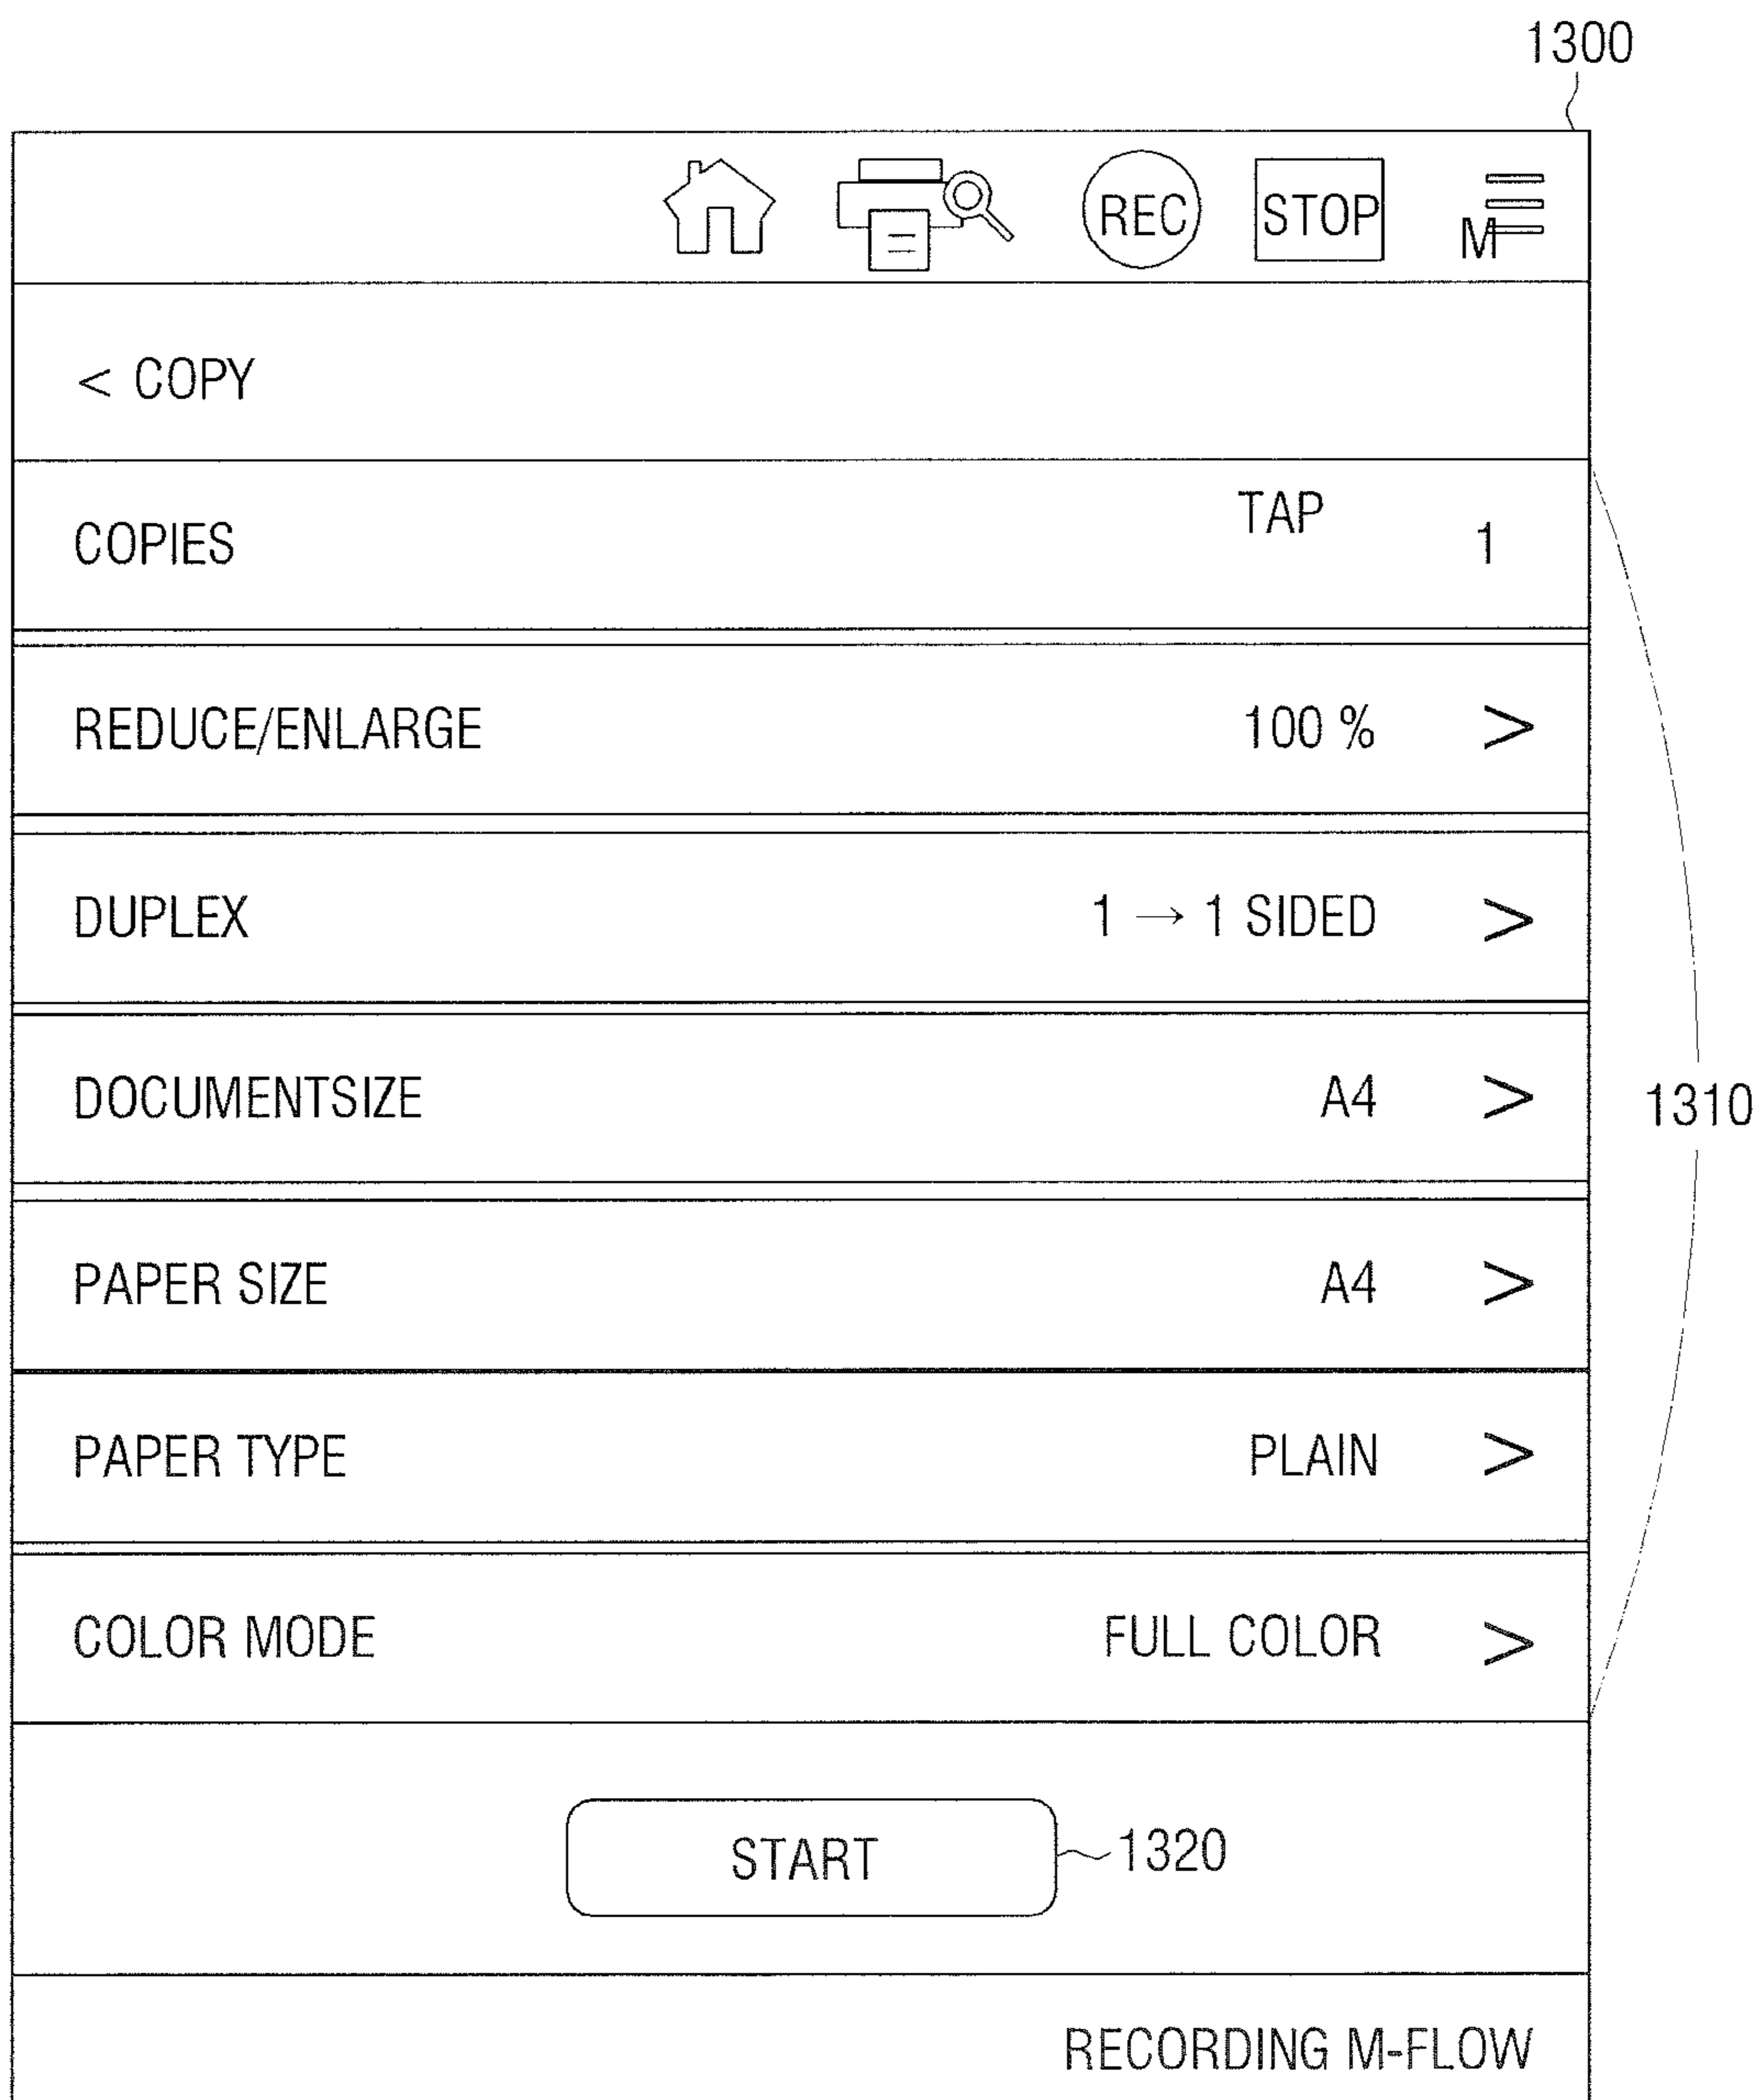 1300
REC STOP M
< COPY
COPIES TAP 1
REDUCE/ENLARGE 100 % >
DUPLEX 1 → 1 SIDED >
DOCUMENTSIZE A4 >
1310
PAPER SIZE A4 >
PAPER TYPE PLAIN >
COLOR MODE FULL COLOR >
START 1320
RECORDING M-FLOW